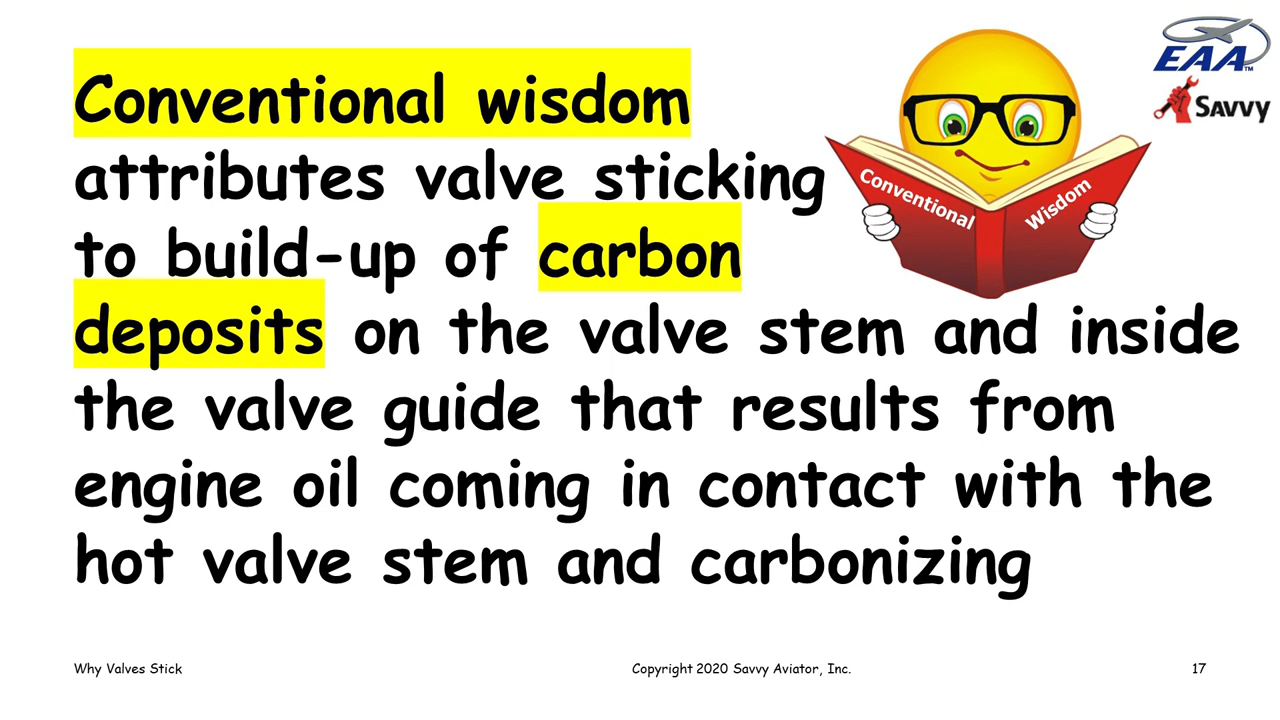 Conventional wisdom
attributes valve sticking
to build-up of carbon
deposits on the valve stem and inside
the valve guide that results from
engine oil coming in contact with the
hot valve stem and carbonizing
Conventional Wisdom
EAA™
SAVVY
Why Valves Stick
Copyright 2020 Savvy Aviator, Inc.
17